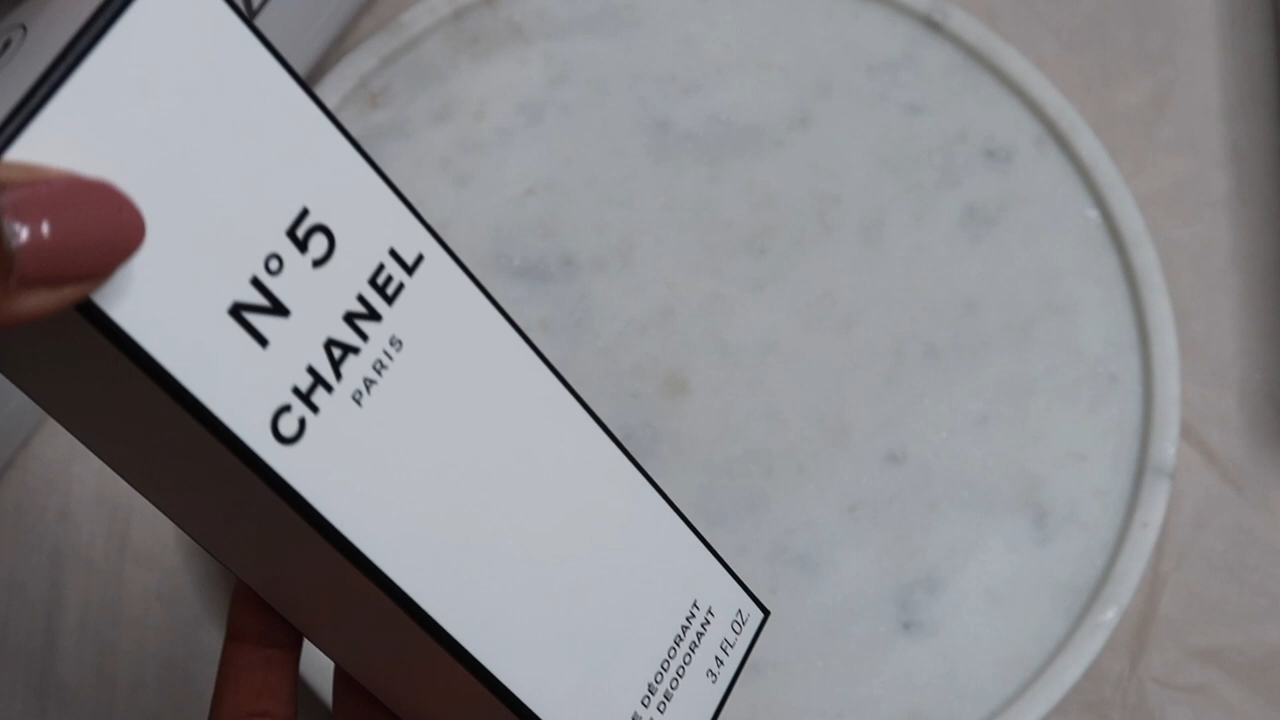 N°5
CHANEL
PARIS
DÉODORANT
DEODORANT
3.4 FL.OZ.